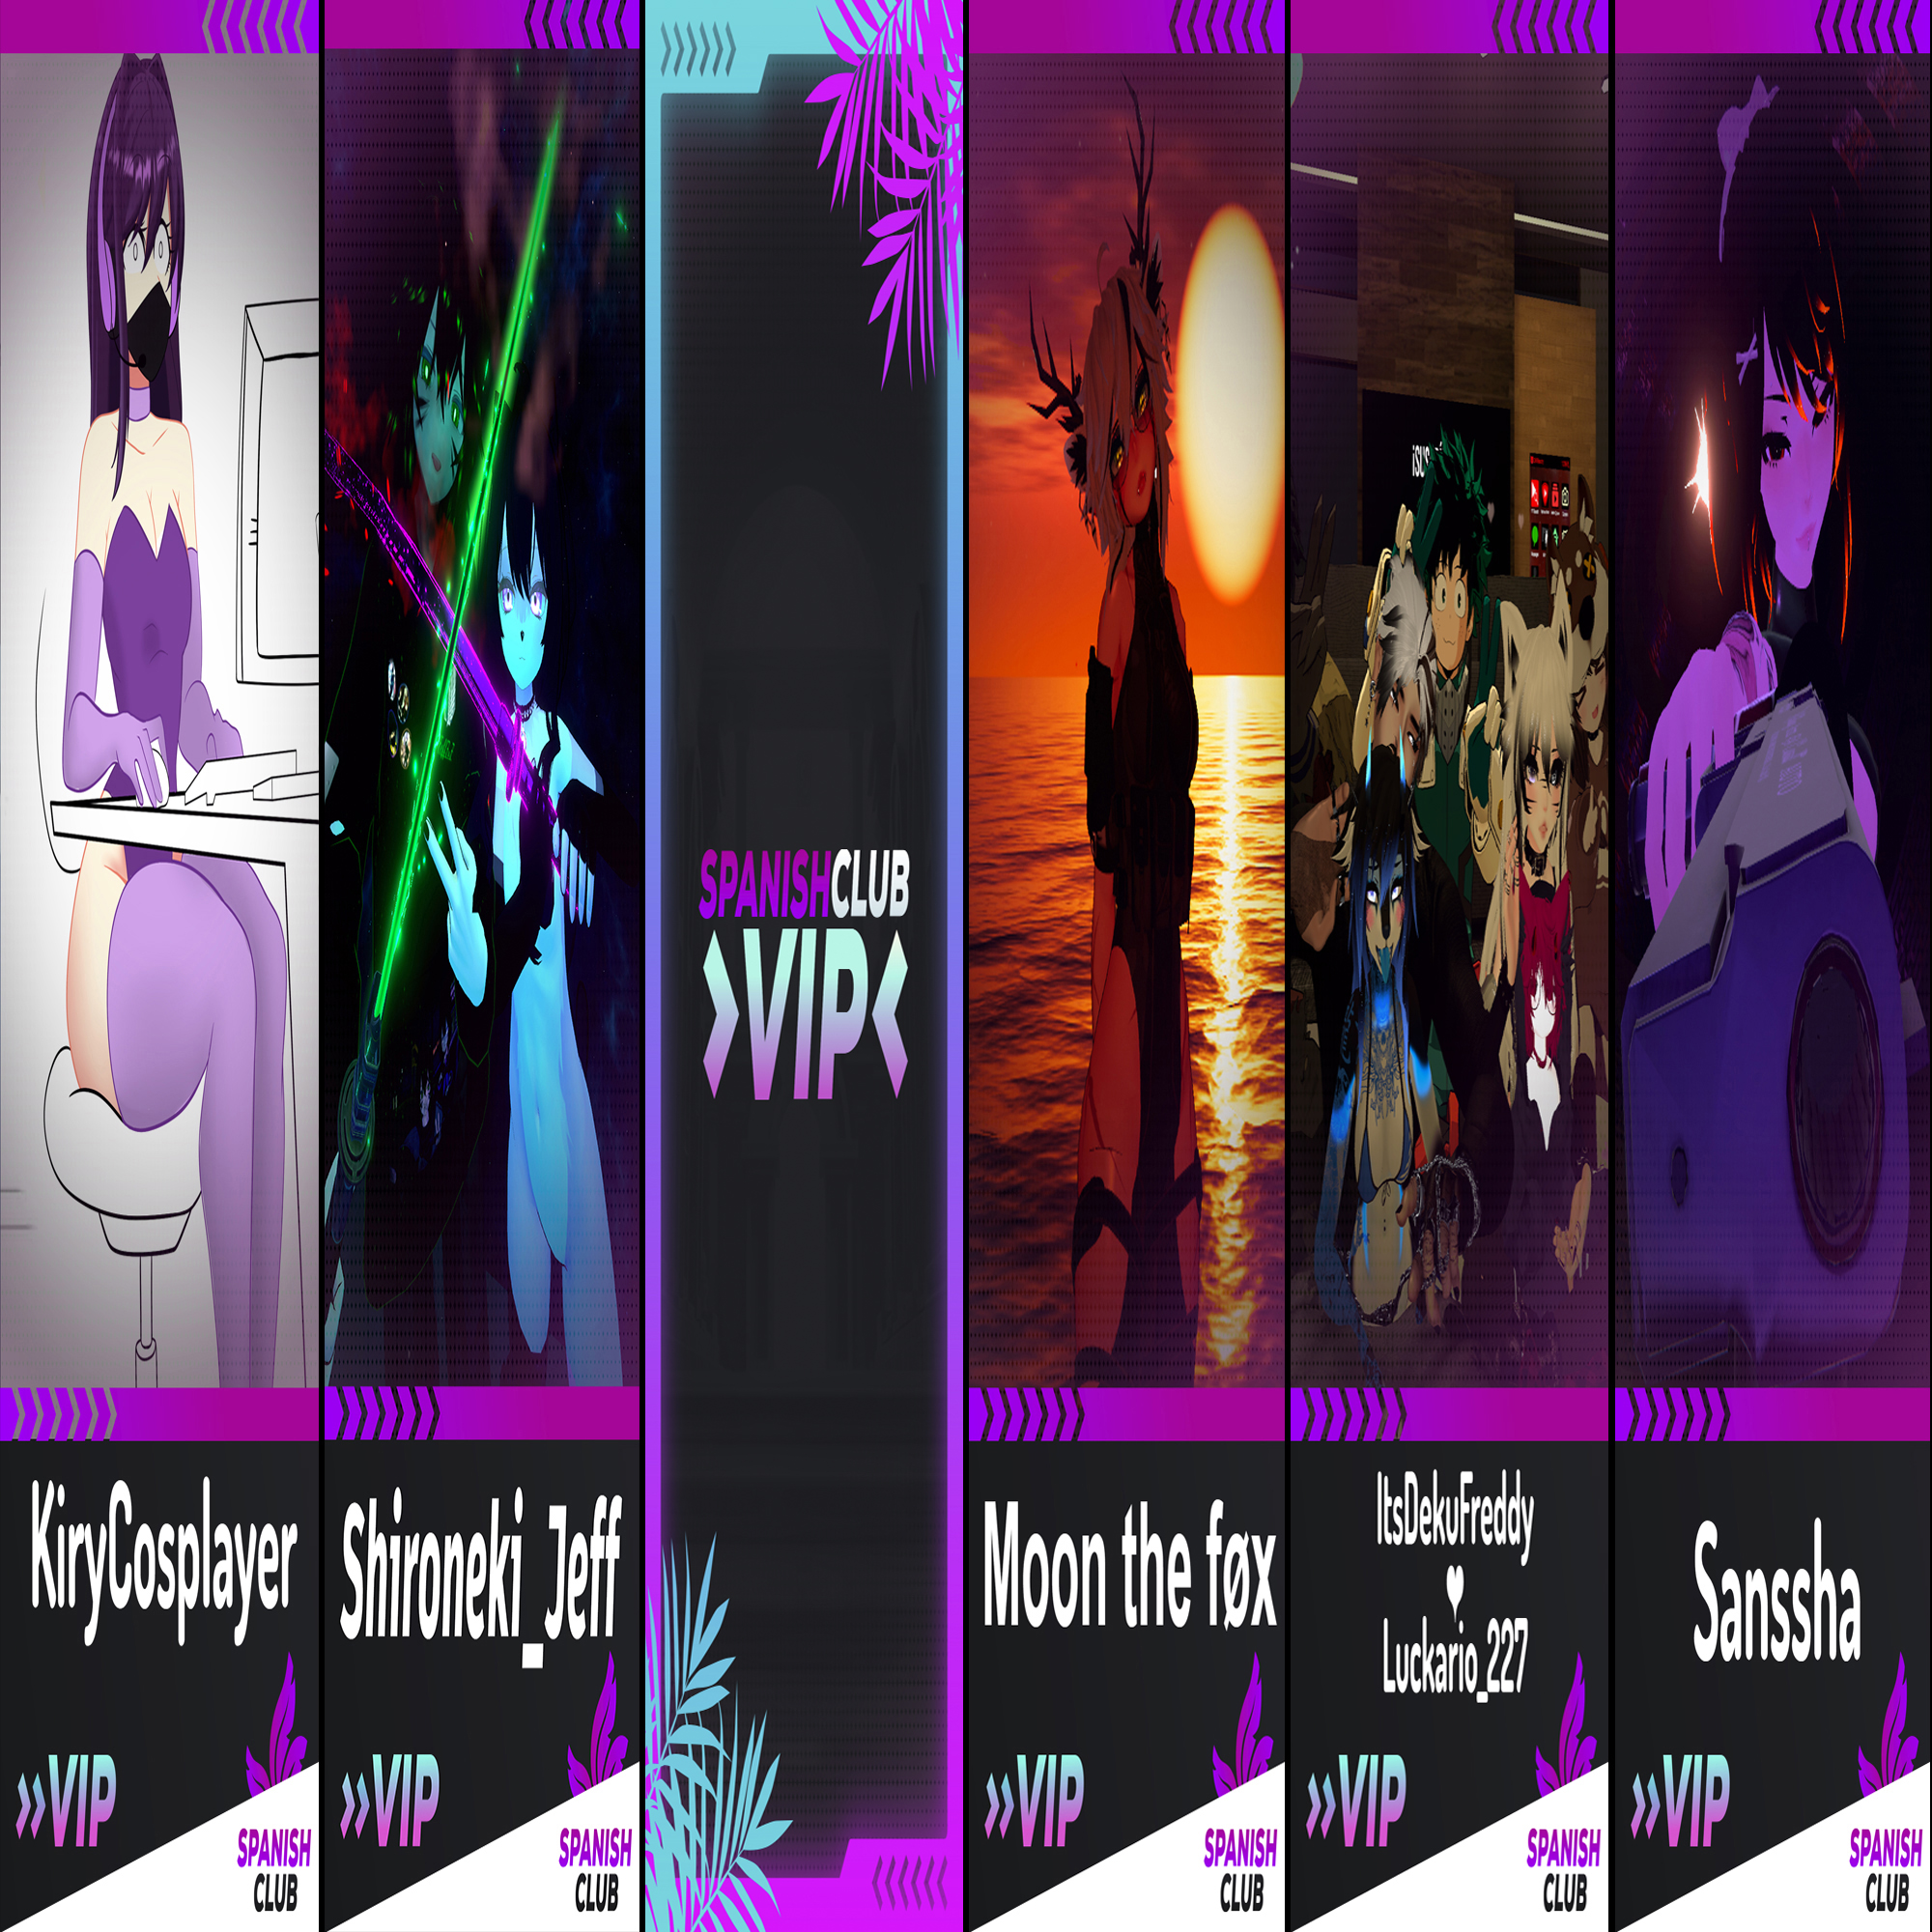 KiryCosplayer
VIP
SPANISH
CLUB
Shironeki_Jeff
VIP
SPANISH
CLUB
SPANISHCLUB
VIP
Moon the føx
VIP
SPANISH
CLUB
ItsDekuFreddy
♥
Luckario_227
VIP
SPANISH
CLUB
Sanssha
VIP
SPANISH
CLUB